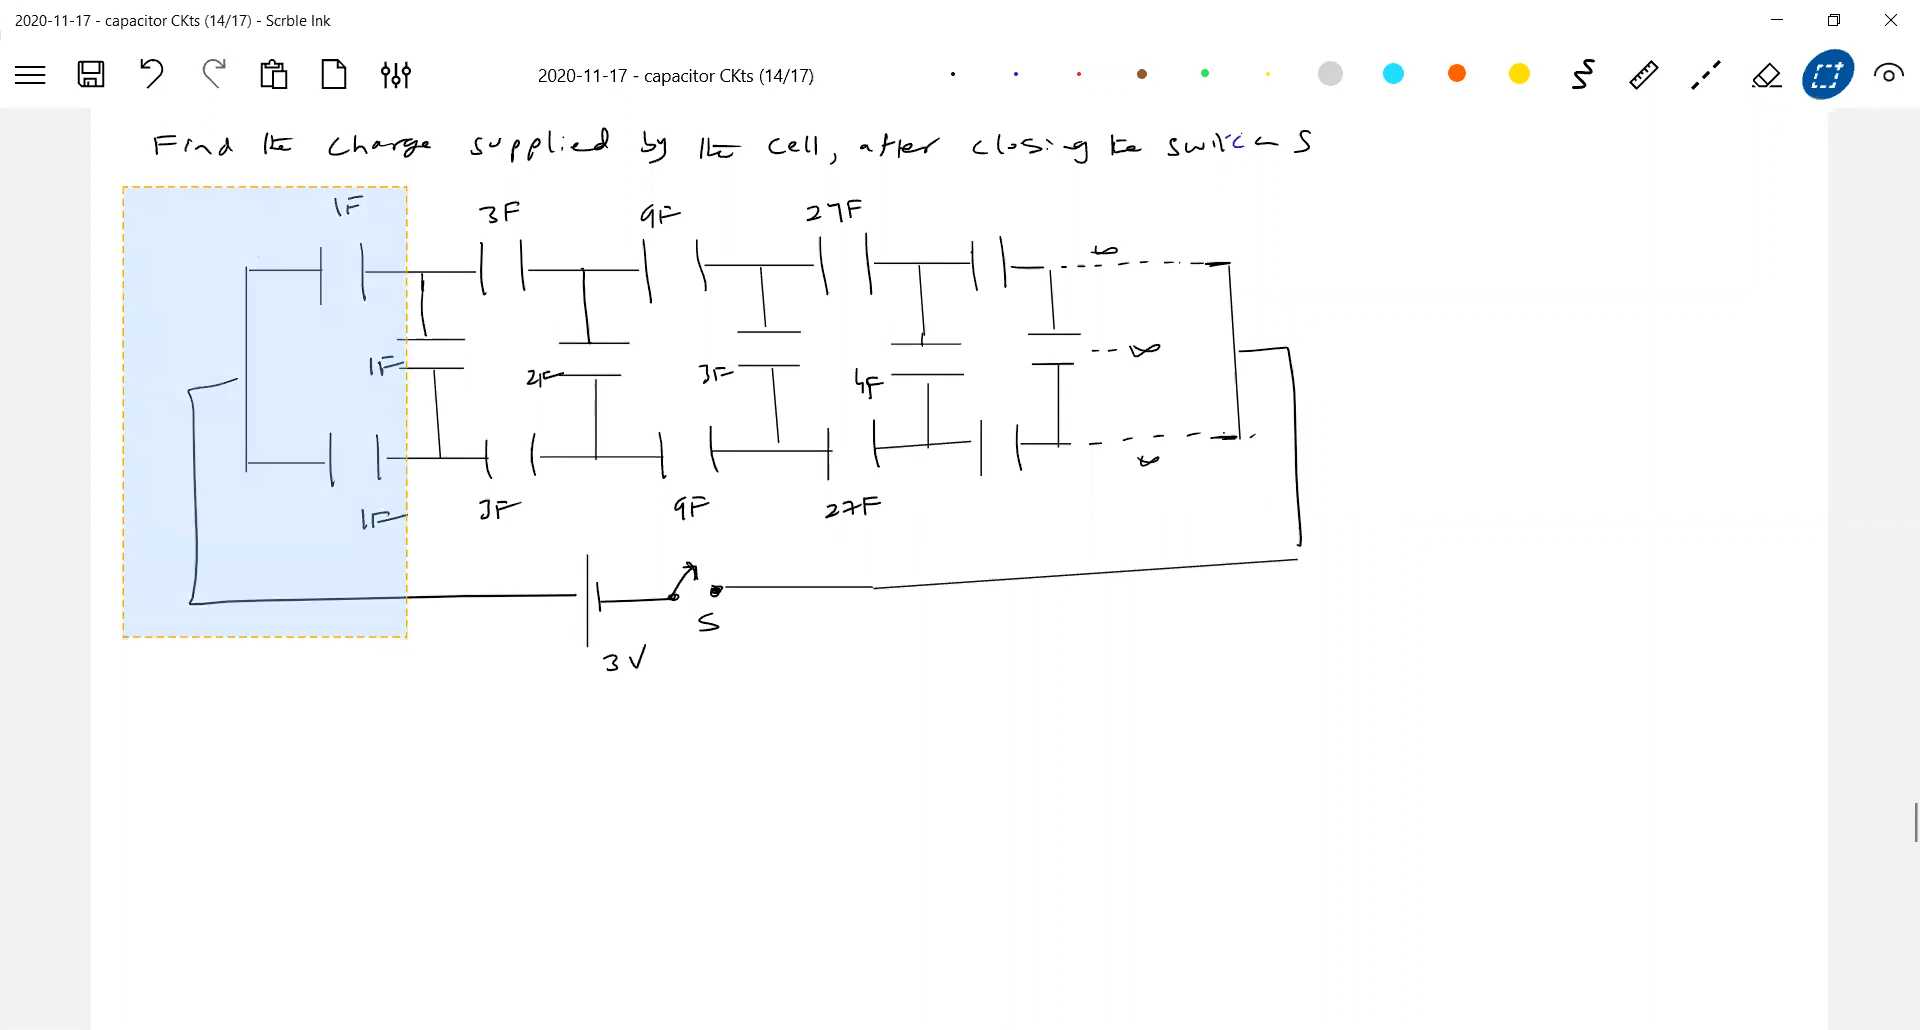 2020-11-17 - capacitor CKts (14/17) - Scrble Ink
2020-11-17 - capacitor CKts (14/17)
Find the charge supplied by the cell, after closing the switch S
1F 3F 9F 27F
∞
1F 2F 3F 4F -- ∞
∞
1F 3F 9F 27F
S
3V